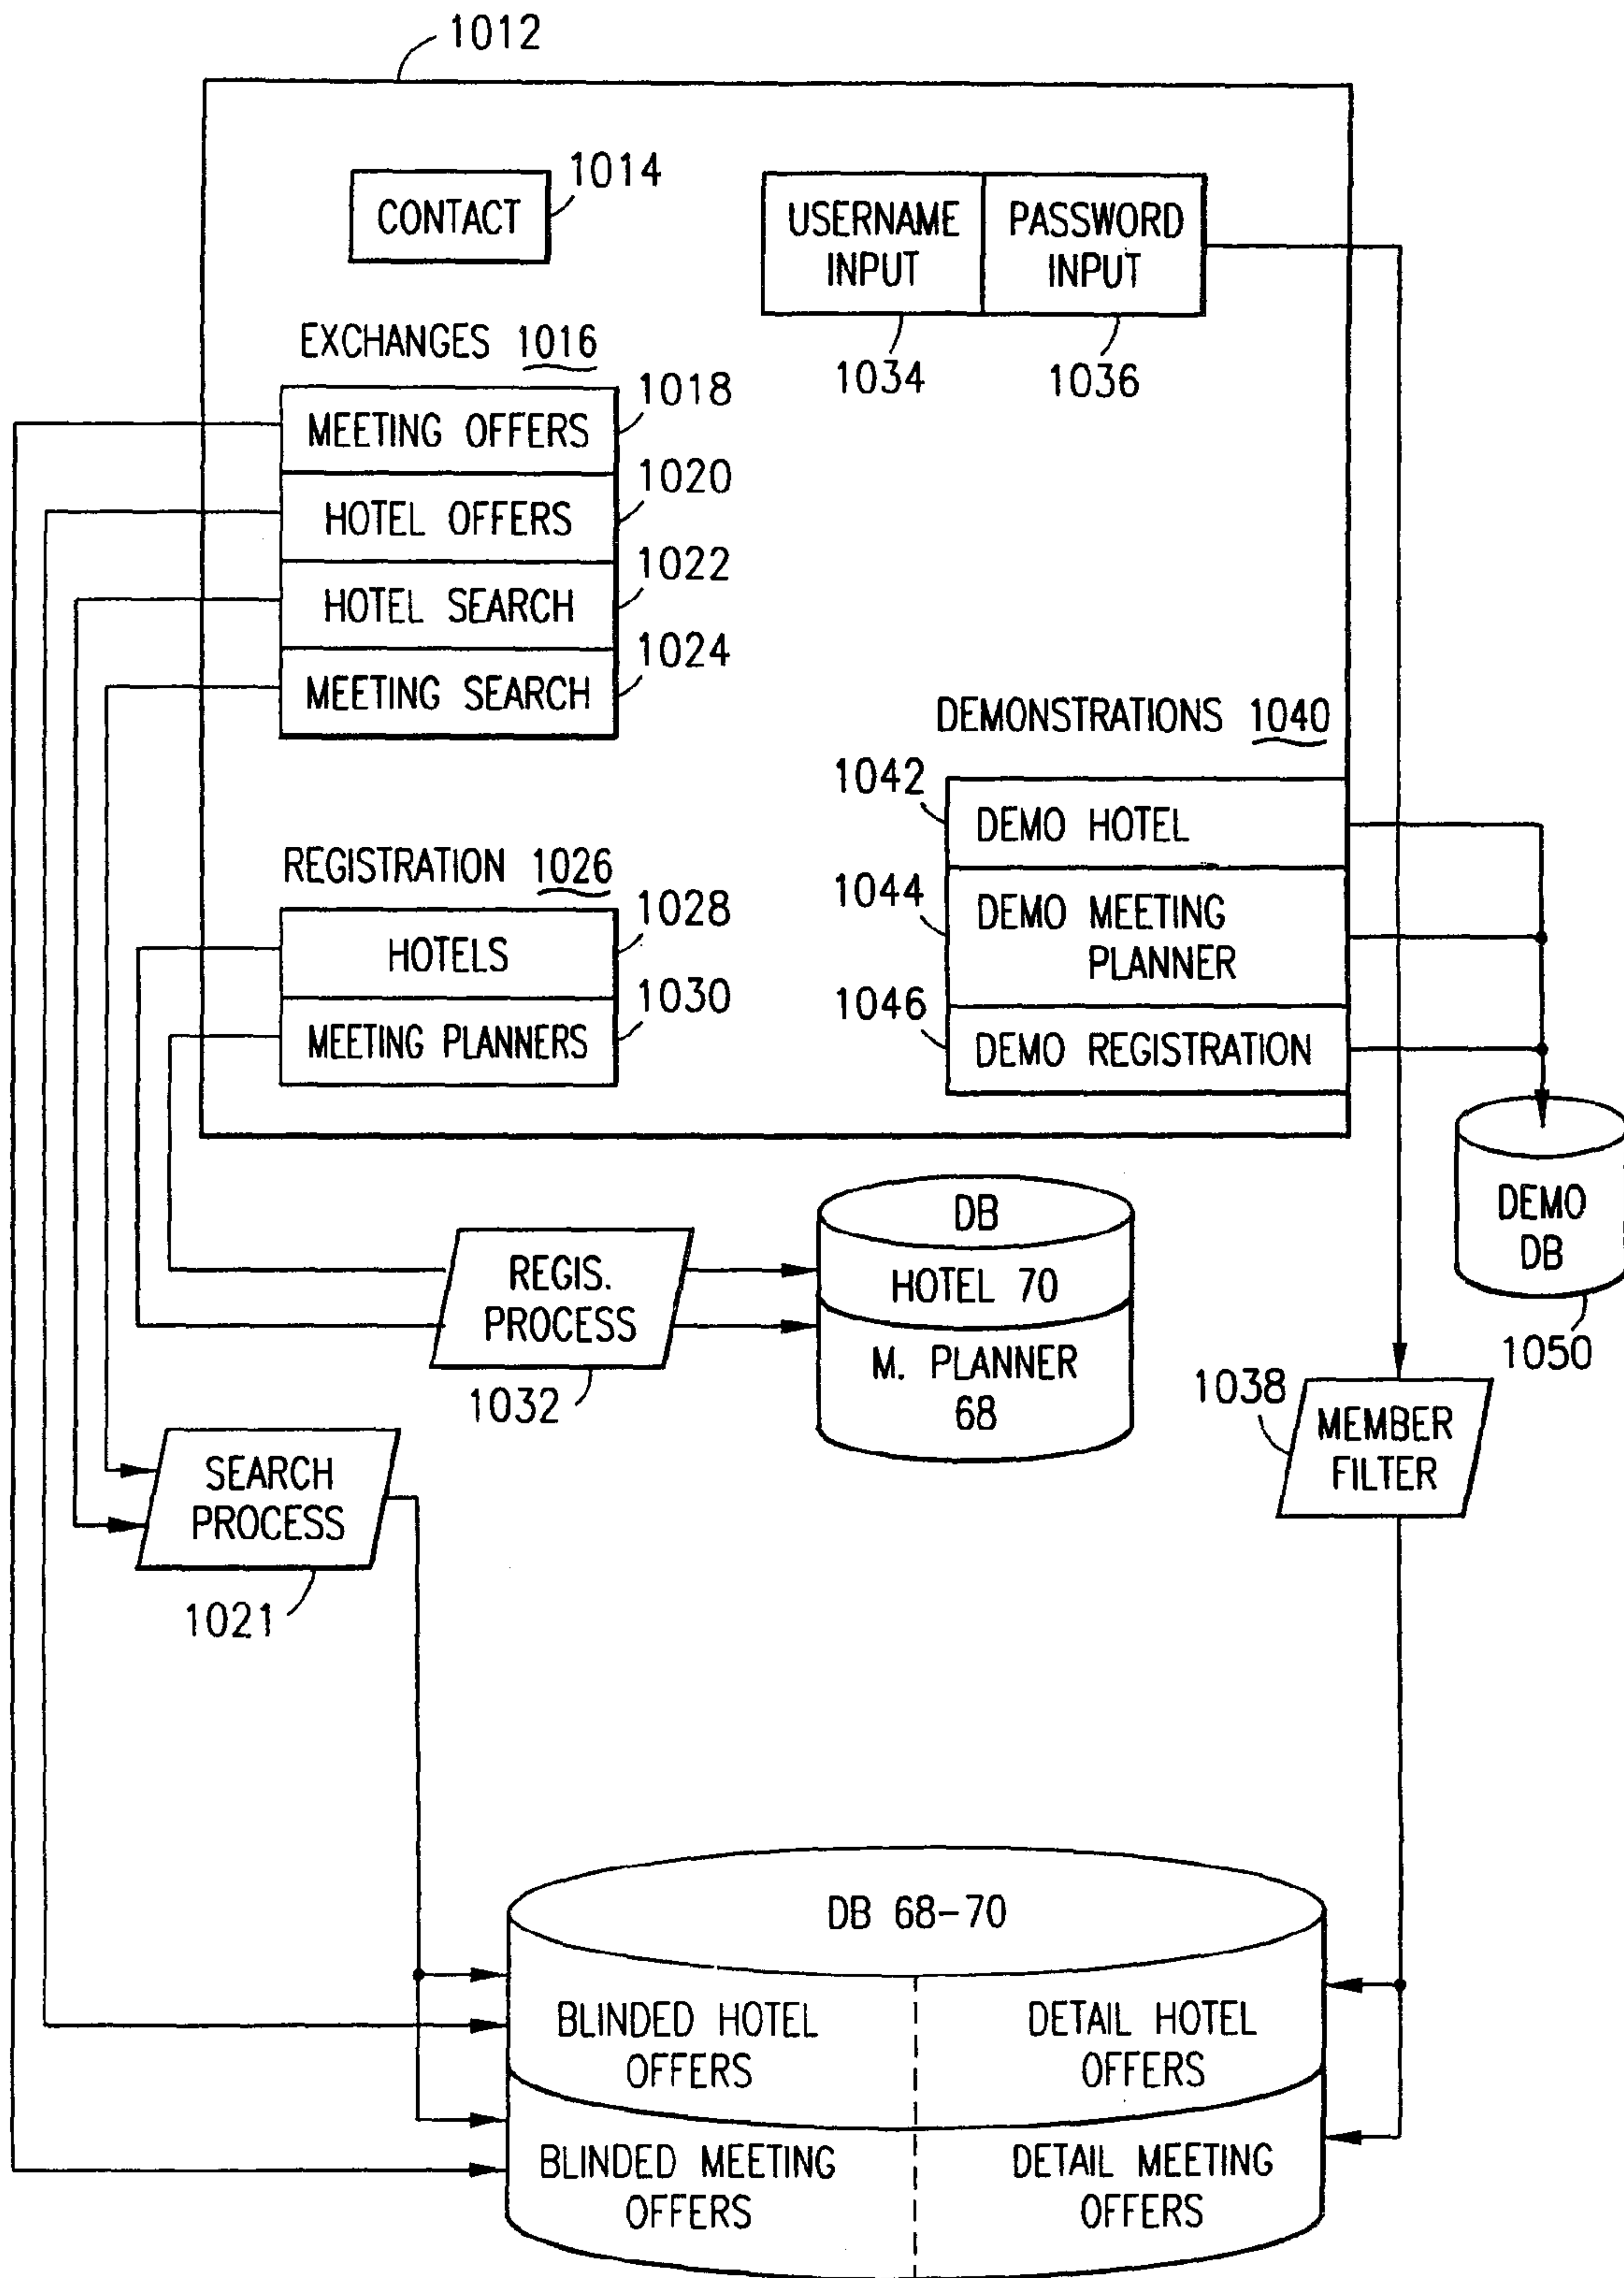 1012
CONTACT
1014
USERNAME
INPUT
PASSWORD
INPUT
1034
1036
EXCHANGES 1016
MEETING OFFERS
1018
HOTEL OFFERS
1020
HOTEL SEARCH
1022
MEETING SEARCH
1024
DEMONSTRATIONS 1040
1042
DEMO HOTEL
1044
DEMO MEETING
PLANNER
1046
DEMO REGISTRATION
REGISTRATION 1026
HOTELS
1028
MEETING PLANNERS
1030
DEMO
DB
1050
REGIS.
PROCESS
1032
DB
HOTEL 70
M. PLANNER
68
1038
MEMBER
FILTER
SEARCH
PROCESS
1021
DB 68-70
BLINDED HOTEL
OFFERS
DETAIL HOTEL
OFFERS
BLINDED MEETING
OFFERS
DETAIL MEETING
OFFERS